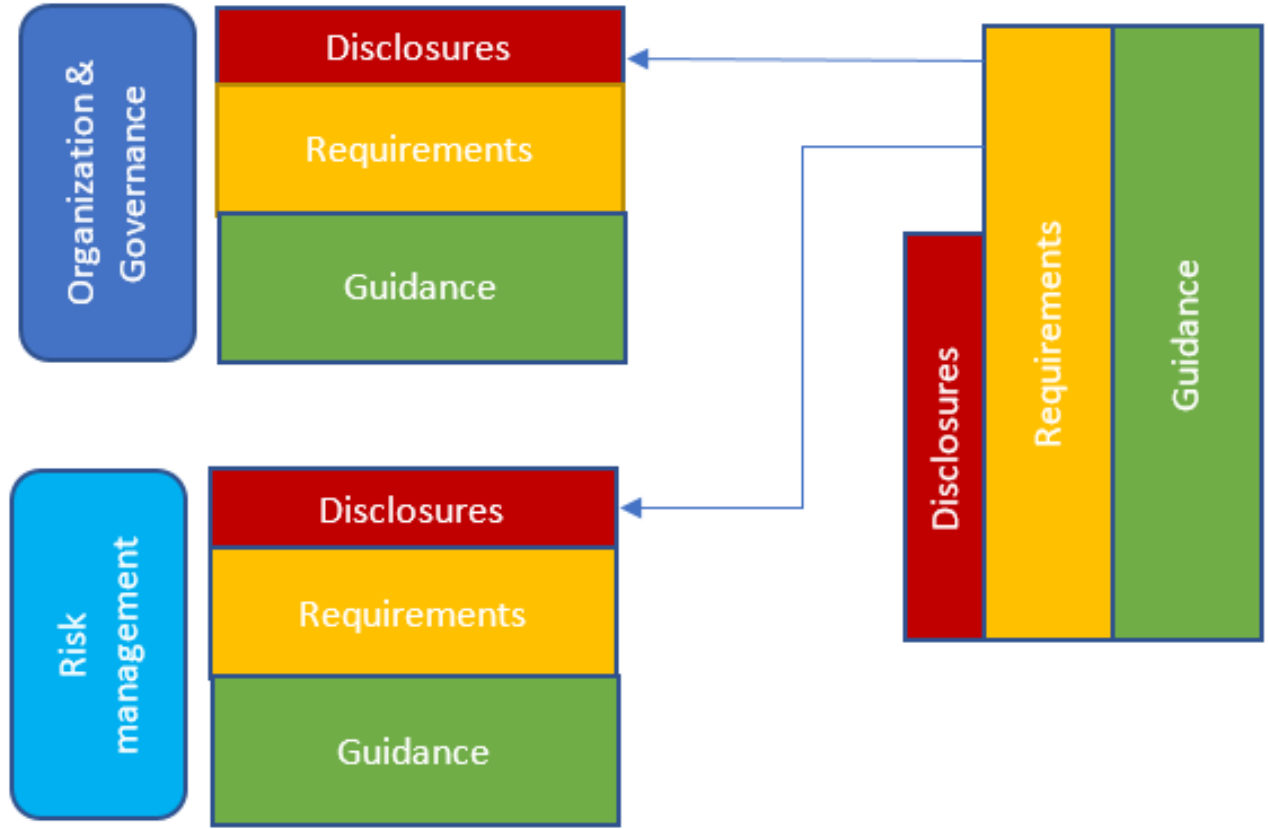 Organization &
Governance
Disclosures
Requirements
Guidance
Risk
management
Disclosures
Requirements
Guidance
Disclosures
Requirements
Guidance